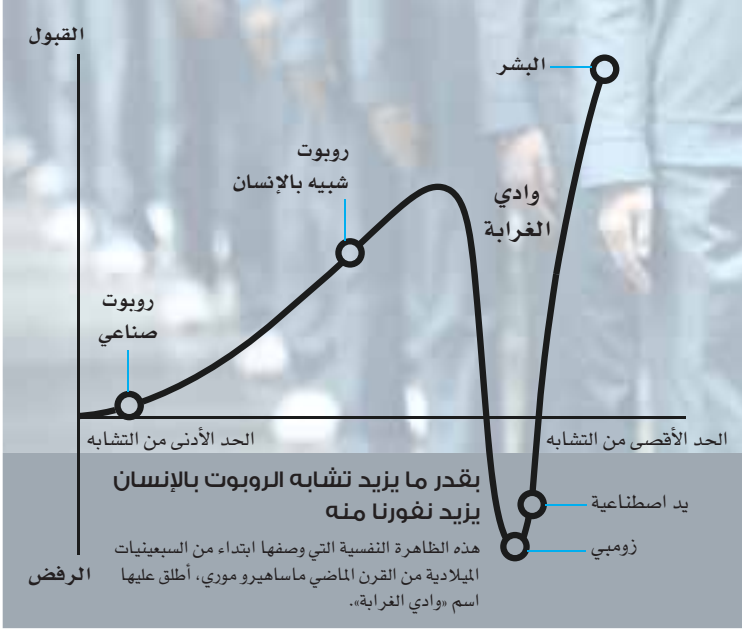 القبول
البشر
روبوت
شبيه بالإنسان
وادي
الغرابة
روبوت
صناعي
الحد الأقصى من التشابه
الحد الأدنى من التشابه
بقدر ما يزيد تشابه الروبوت بالإنسان
يزيد نفورنا منه
هذه الظاهرة النفسية التي وصفها ابتداء من السبعينيات
الميلادية من القرن الماضي ماساهيرو موري، أطلق عليها
اسم «وادي الغرابة».
يد اصطناعية
زومبي
الرفض